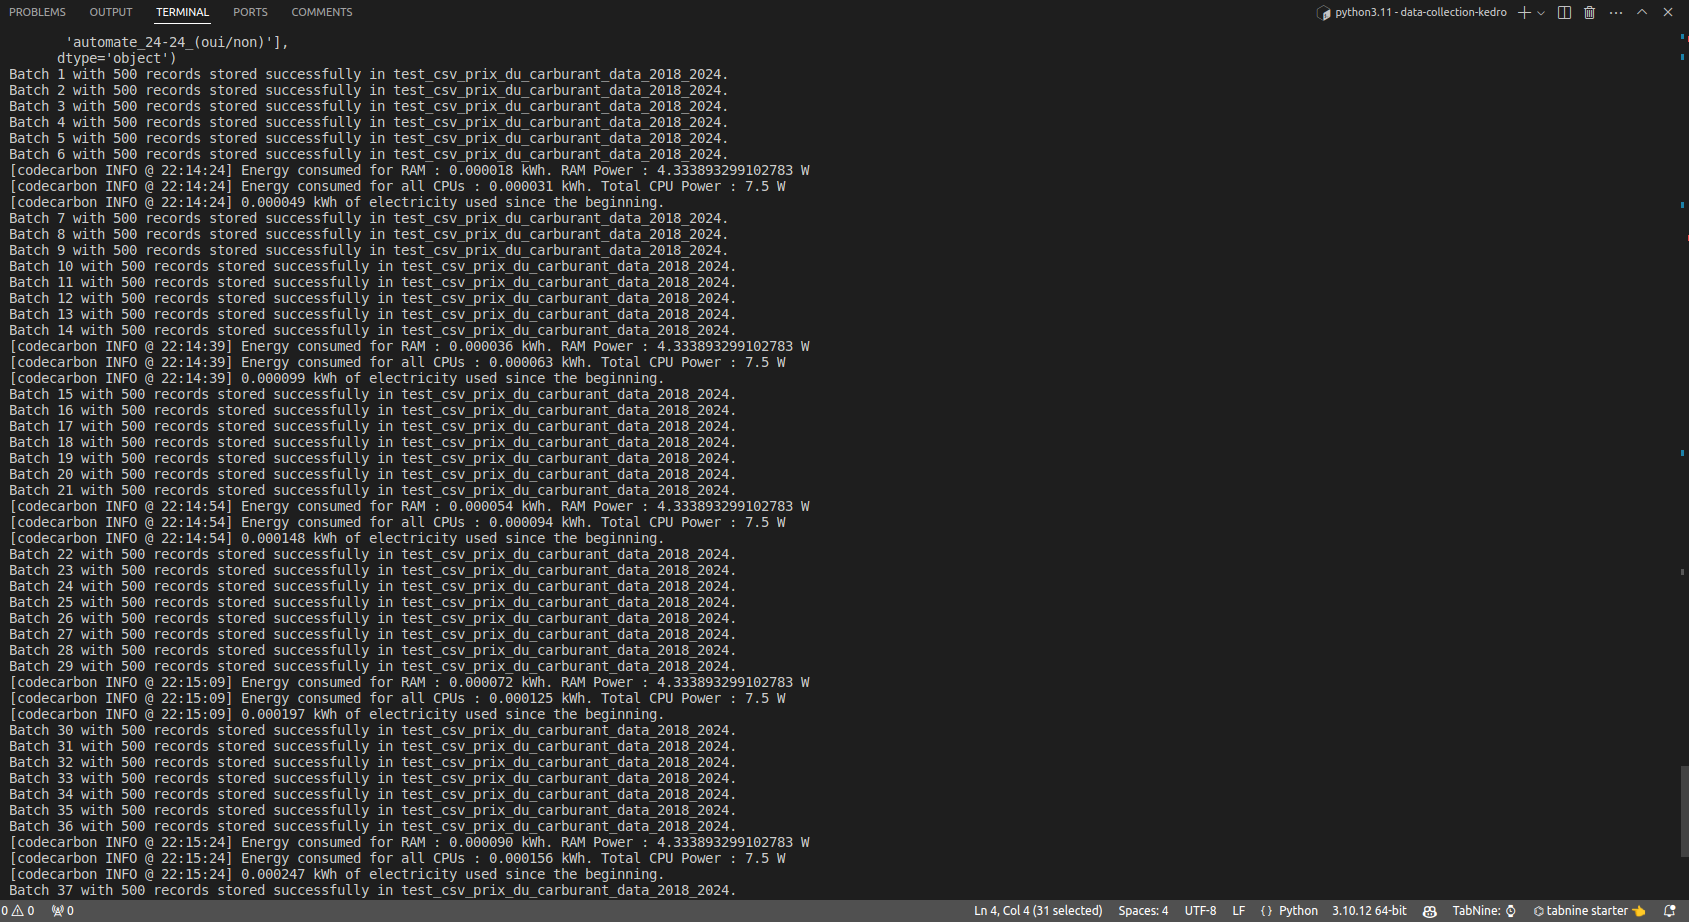 PROBLEMS OUTPUT TERMINAL PORTS COMMENTS python3.11 - data-collection-kedro
'automate_24-24_(oui/non)'],
dtype='object')
Batch 1 with 500 records stored successfully in test_csv_prix_du_carburant_data_2018_2024.
Batch 2 with 500 records stored successfully in test_csv_prix_du_carburant_data_2018_2024.
Batch 3 with 500 records stored successfully in test_csv_prix_du_carburant_data_2018_2024.
Batch 4 with 500 records stored successfully in test_csv_prix_du_carburant_data_2018_2024.
Batch 5 with 500 records stored successfully in test_csv_prix_du_carburant_data_2018_2024.
Batch 6 with 500 records stored successfully in test_csv_prix_du_carburant_data_2018_2024.
[codecarbon INFO @ 22:14:24] Energy consumed for RAM : 0.000018 kWh. RAM Power : 4.333893299102783 W
[codecarbon INFO @ 22:14:24] Energy consumed for all CPUs : 0.000031 kWh. Total CPU Power : 7.5 W
[codecarbon INFO @ 22:14:24] 0.000049 kWh of electricity used since the beginning.
Batch 7 with 500 records stored successfully in test_csv_prix_du_carburant_data_2018_2024.
Batch 8 with 500 records stored successfully in test_csv_prix_du_carburant_data_2018_2024.
Batch 9 with 500 records stored successfully in test_csv_prix_du_carburant_data_2018_2024.
Batch 10 with 500 records stored successfully in test_csv_prix_du_carburant_data_2018_2024.
Batch 11 with 500 records stored successfully in test_csv_prix_du_carburant_data_2018_2024.
Batch 12 with 500 records stored successfully in test_csv_prix_du_carburant_data_2018_2024.
Batch 13 with 500 records stored successfully in test_csv_prix_du_carburant_data_2018_2024.
Batch 14 with 500 records stored successfully in test_csv_prix_du_carburant_data_2018_2024.
[codecarbon INFO @ 22:14:39] Energy consumed for RAM : 0.000036 kWh. RAM Power : 4.333893299102783 W
[codecarbon INFO @ 22:14:39] Energy consumed for all CPUs : 0.000063 kWh. Total CPU Power : 7.5 W
[codecarbon INFO @ 22:14:39] 0.000099 kWh of electricity used since the beginning.
Batch 15 with 500 records stored successfully in test_csv_prix_du_carburant_data_2018_2024.
Batch 16 with 500 records stored successfully in test_csv_prix_du_carburant_data_2018_2024.
Batch 17 with 500 records stored successfully in test_csv_prix_du_carburant_data_2018_2024.
Batch 18 with 500 records stored successfully in test_csv_prix_du_carburant_data_2018_2024.
Batch 19 with 500 records stored successfully in test_csv_prix_du_carburant_data_2018_2024.
Batch 20 with 500 records stored successfully in test_csv_prix_du_carburant_data_2018_2024.
Batch 21 with 500 records stored successfully in test_csv_prix_du_carburant_data_2018_2024.
[codecarbon INFO @ 22:14:54] Energy consumed for RAM : 0.000054 kWh. RAM Power : 4.333893299102783 W
[codecarbon INFO @ 22:14:54] Energy consumed for all CPUs : 0.000094 kWh. Total CPU Power : 7.5 W
[codecarbon INFO @ 22:14:54] 0.000148 kWh of electricity used since the beginning.
Batch 22 with 500 records stored successfully in test_csv_prix_du_carburant_data_2018_2024.
Batch 23 with 500 records stored successfully in test_csv_prix_du_carburant_data_2018_2024.
Batch 24 with 500 records stored successfully in test_csv_prix_du_carburant_data_2018_2024.
Batch 25 with 500 records stored successfully in test_csv_prix_du_carburant_data_2018_2024.
Batch 26 with 500 records stored successfully in test_csv_prix_du_carburant_data_2018_2024.
Batch 27 with 500 records stored successfully in test_csv_prix_du_carburant_data_2018_2024.
Batch 28 with 500 records stored successfully in test_csv_prix_du_carburant_data_2018_2024.
Batch 29 with 500 records stored successfully in test_csv_prix_du_carburant_data_2018_2024.
[codecarbon INFO @ 22:15:09] Energy consumed for RAM : 0.000072 kWh. RAM Power : 4.333893299102783 W
[codecarbon INFO @ 22:15:09] Energy consumed for all CPUs : 0.000125 kWh. Total CPU Power : 7.5 W
[codecarbon INFO @ 22:15:09] 0.000197 kWh of electricity used since the beginning.
Batch 30 with 500 records stored successfully in test_csv_prix_du_carburant_data_2018_2024.
Batch 31 with 500 records stored successfully in test_csv_prix_du_carburant_data_2018_2024.
Batch 32 with 500 records stored successfully in test_csv_prix_du_carburant_data_2018_2024.
Batch 33 with 500 records stored successfully in test_csv_prix_du_carburant_data_2018_2024.
Batch 34 with 500 records stored successfully in test_csv_prix_du_carburant_data_2018_2024.
Batch 35 with 500 records stored successfully in test_csv_prix_du_carburant_data_2018_2024.
Batch 36 with 500 records stored successfully in test_csv_prix_du_carburant_data_2018_2024.
[codecarbon INFO @ 22:15:24] Energy consumed for RAM : 0.000090 kWh. RAM Power : 4.333893299102783 W
[codecarbon INFO @ 22:15:24] Energy consumed for all CPUs : 0.000156 kWh. Total CPU Power : 7.5 W
[codecarbon INFO @ 22:15:24] 0.000247 kWh of electricity used since the beginning.
Batch 37 with 500 records stored successfully in test_csv_prix_du_carburant_data_2018_2024.
0 0 0 Ln 4, Col 4 (31 selected) Spaces: 4 UTF-8 LF {} Python 3.10.12 64-bit TabNine: tabnine starter